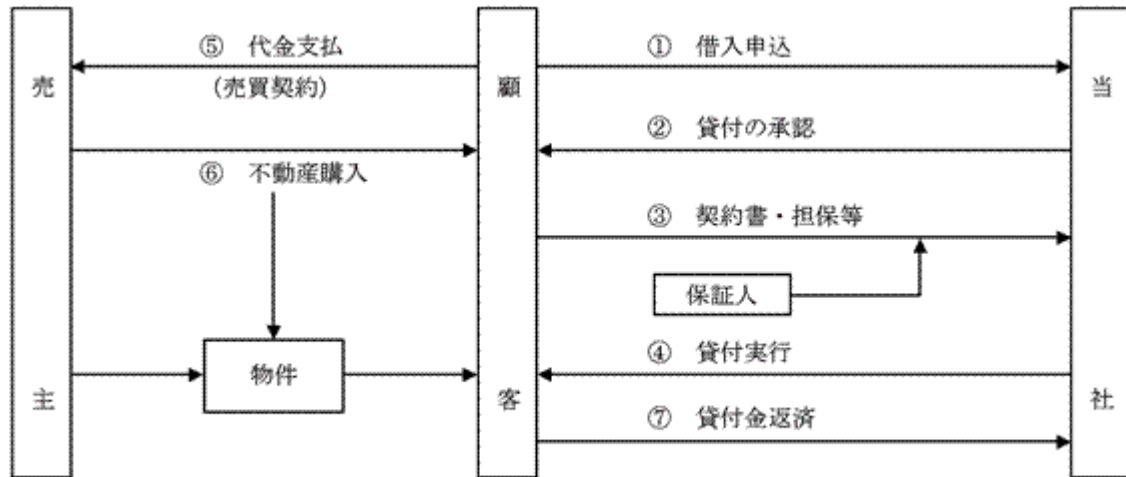 売主
顧客
当社
⑤ 代金支払
(売買契約)
① 借入申込
② 貸付の承認
⑥ 不動産購入
③ 契約書・担保等
保証人
④ 貸付実行
物件
⑦ 貸付金返済